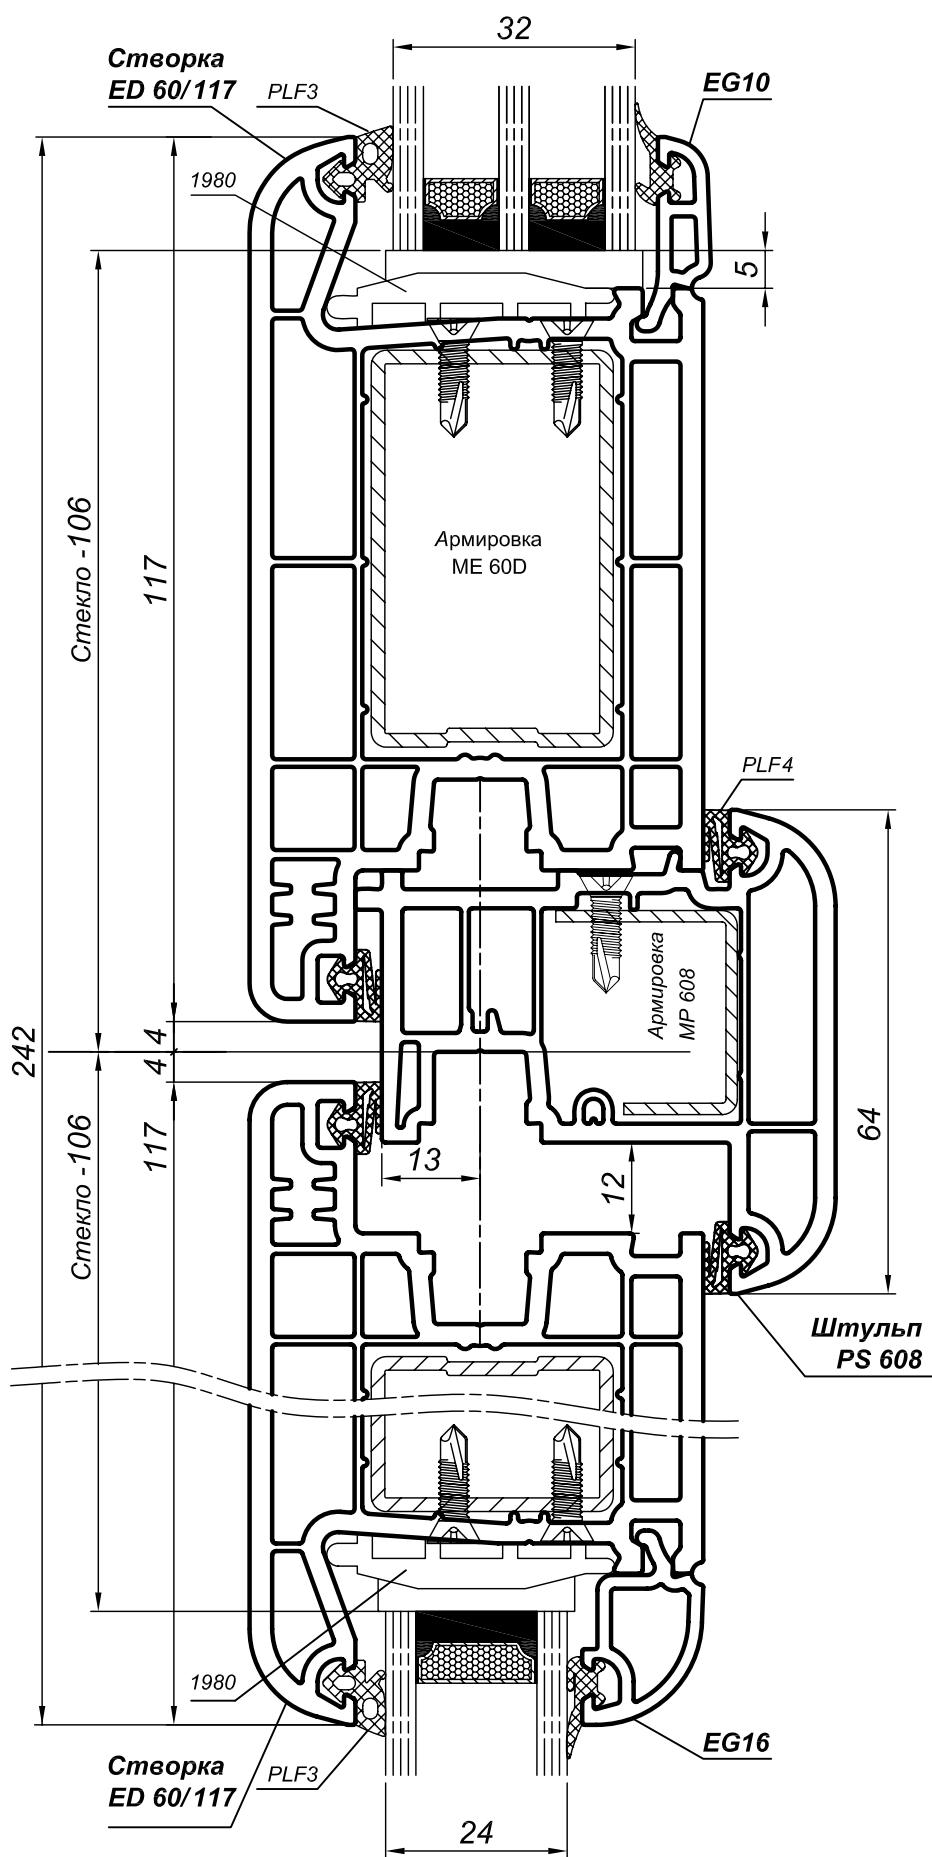 32
Створка
ED 60/117
PLF3
EG10
1980
5
Стекло -106
117
Армировка
ME 60D
PLF4
Армировка
MP 608
242
4
4
64
117
13
12
Стекло -106
Штульп
PS 608
1980
EG16
Створка
ED 60/117
PLF3
24